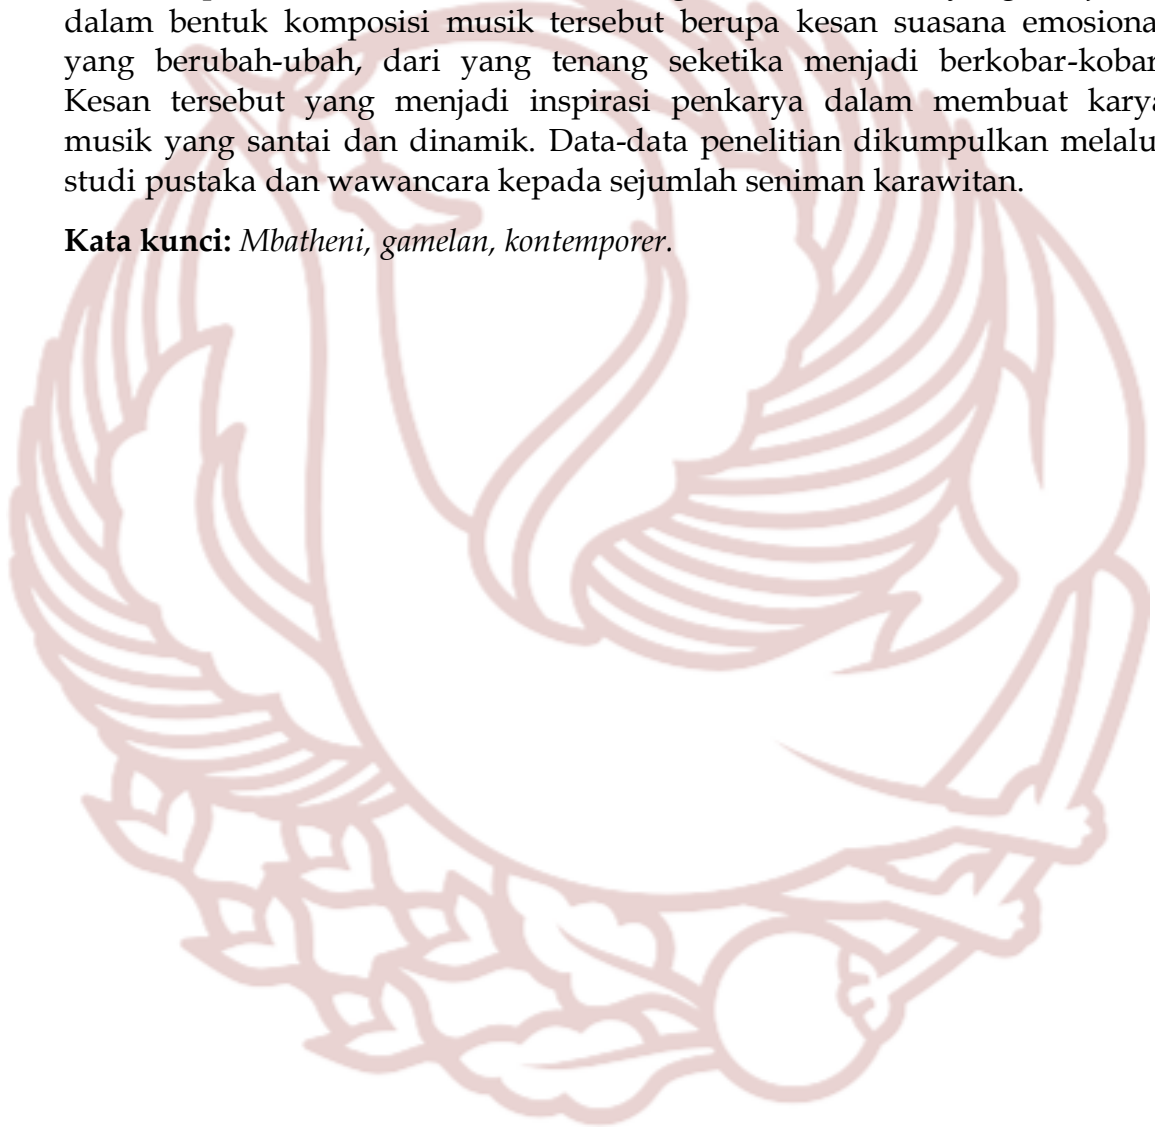 dalam bentuk komposisi musik tersebut berupa kesan suasana emosiona
yang berubah-ubah, dari yang tenang seketika menjadi berkobar-kobar
Kesan tersebut yang menjadi inspirasi penkarya dalam membuat karya
musik yang santai dan dinamik. Data-data penelitian dikumpulkan melalu
studi pustaka dan wawancara kepada sejumlah seniman karawitan.
Kata kunci: Mbatheni, gamelan, kontemporer.